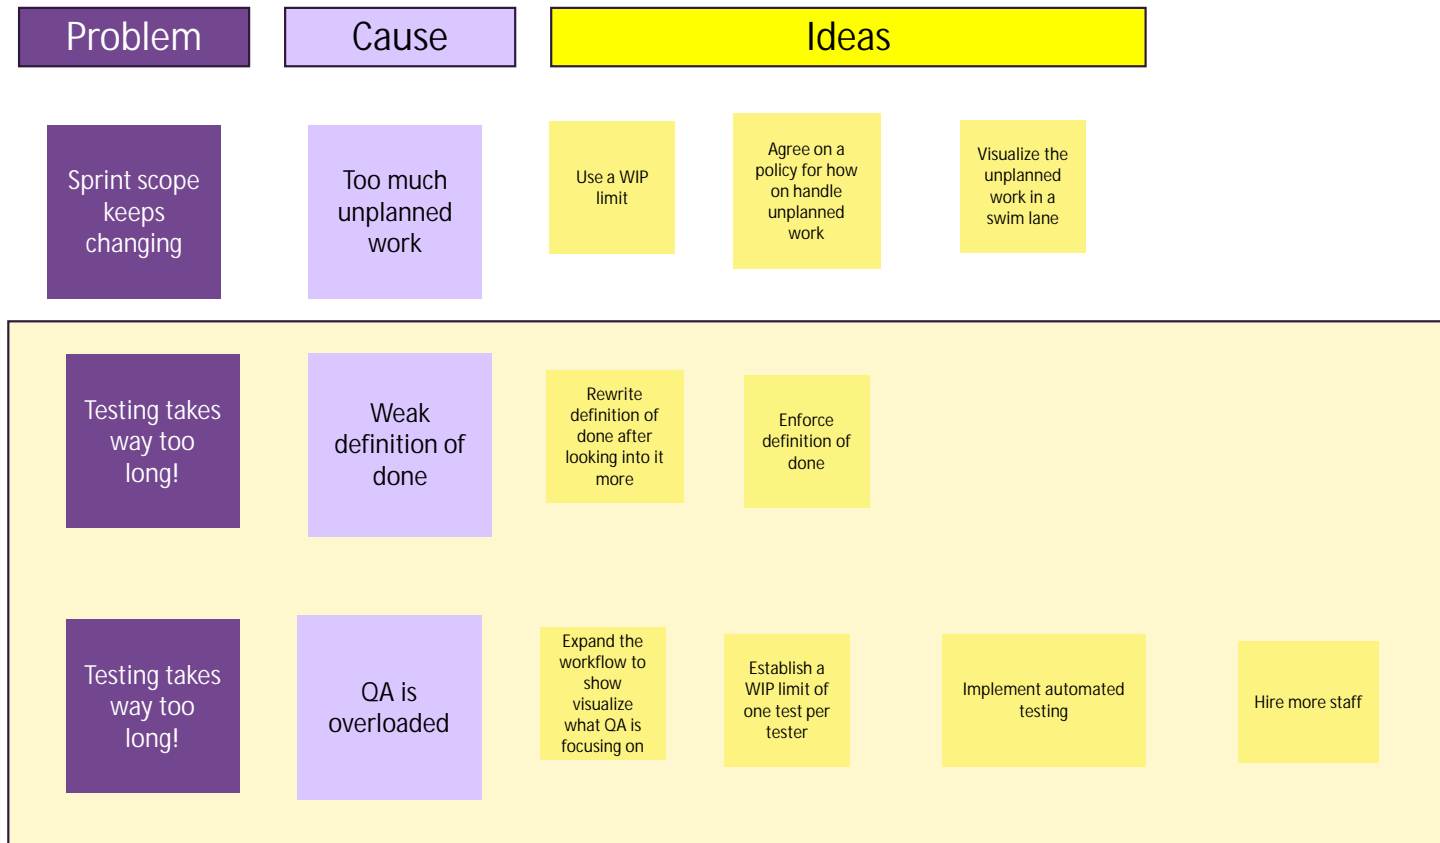 Problem
Cause
Ideas
Sprint scope
keeps
changing
Too much
unplanned
work
Use a WIP
limit
Agree on a
policy for how
on handle
unplanned
work
Visualize the
unplanned
work in a
swim lane
Testing takes
way too
long!
Weak
definition of
done
Rewrite
definition of
done after
looking into it
more
Enforce
definition of
done
Testing takes
way too
long!
QA is
overloaded
Expand the
workflow to
show
visualize
what QA is
focusing on
Establish a
WIP limit of
one test per
tester
Implement automated
testing
Hire more staff